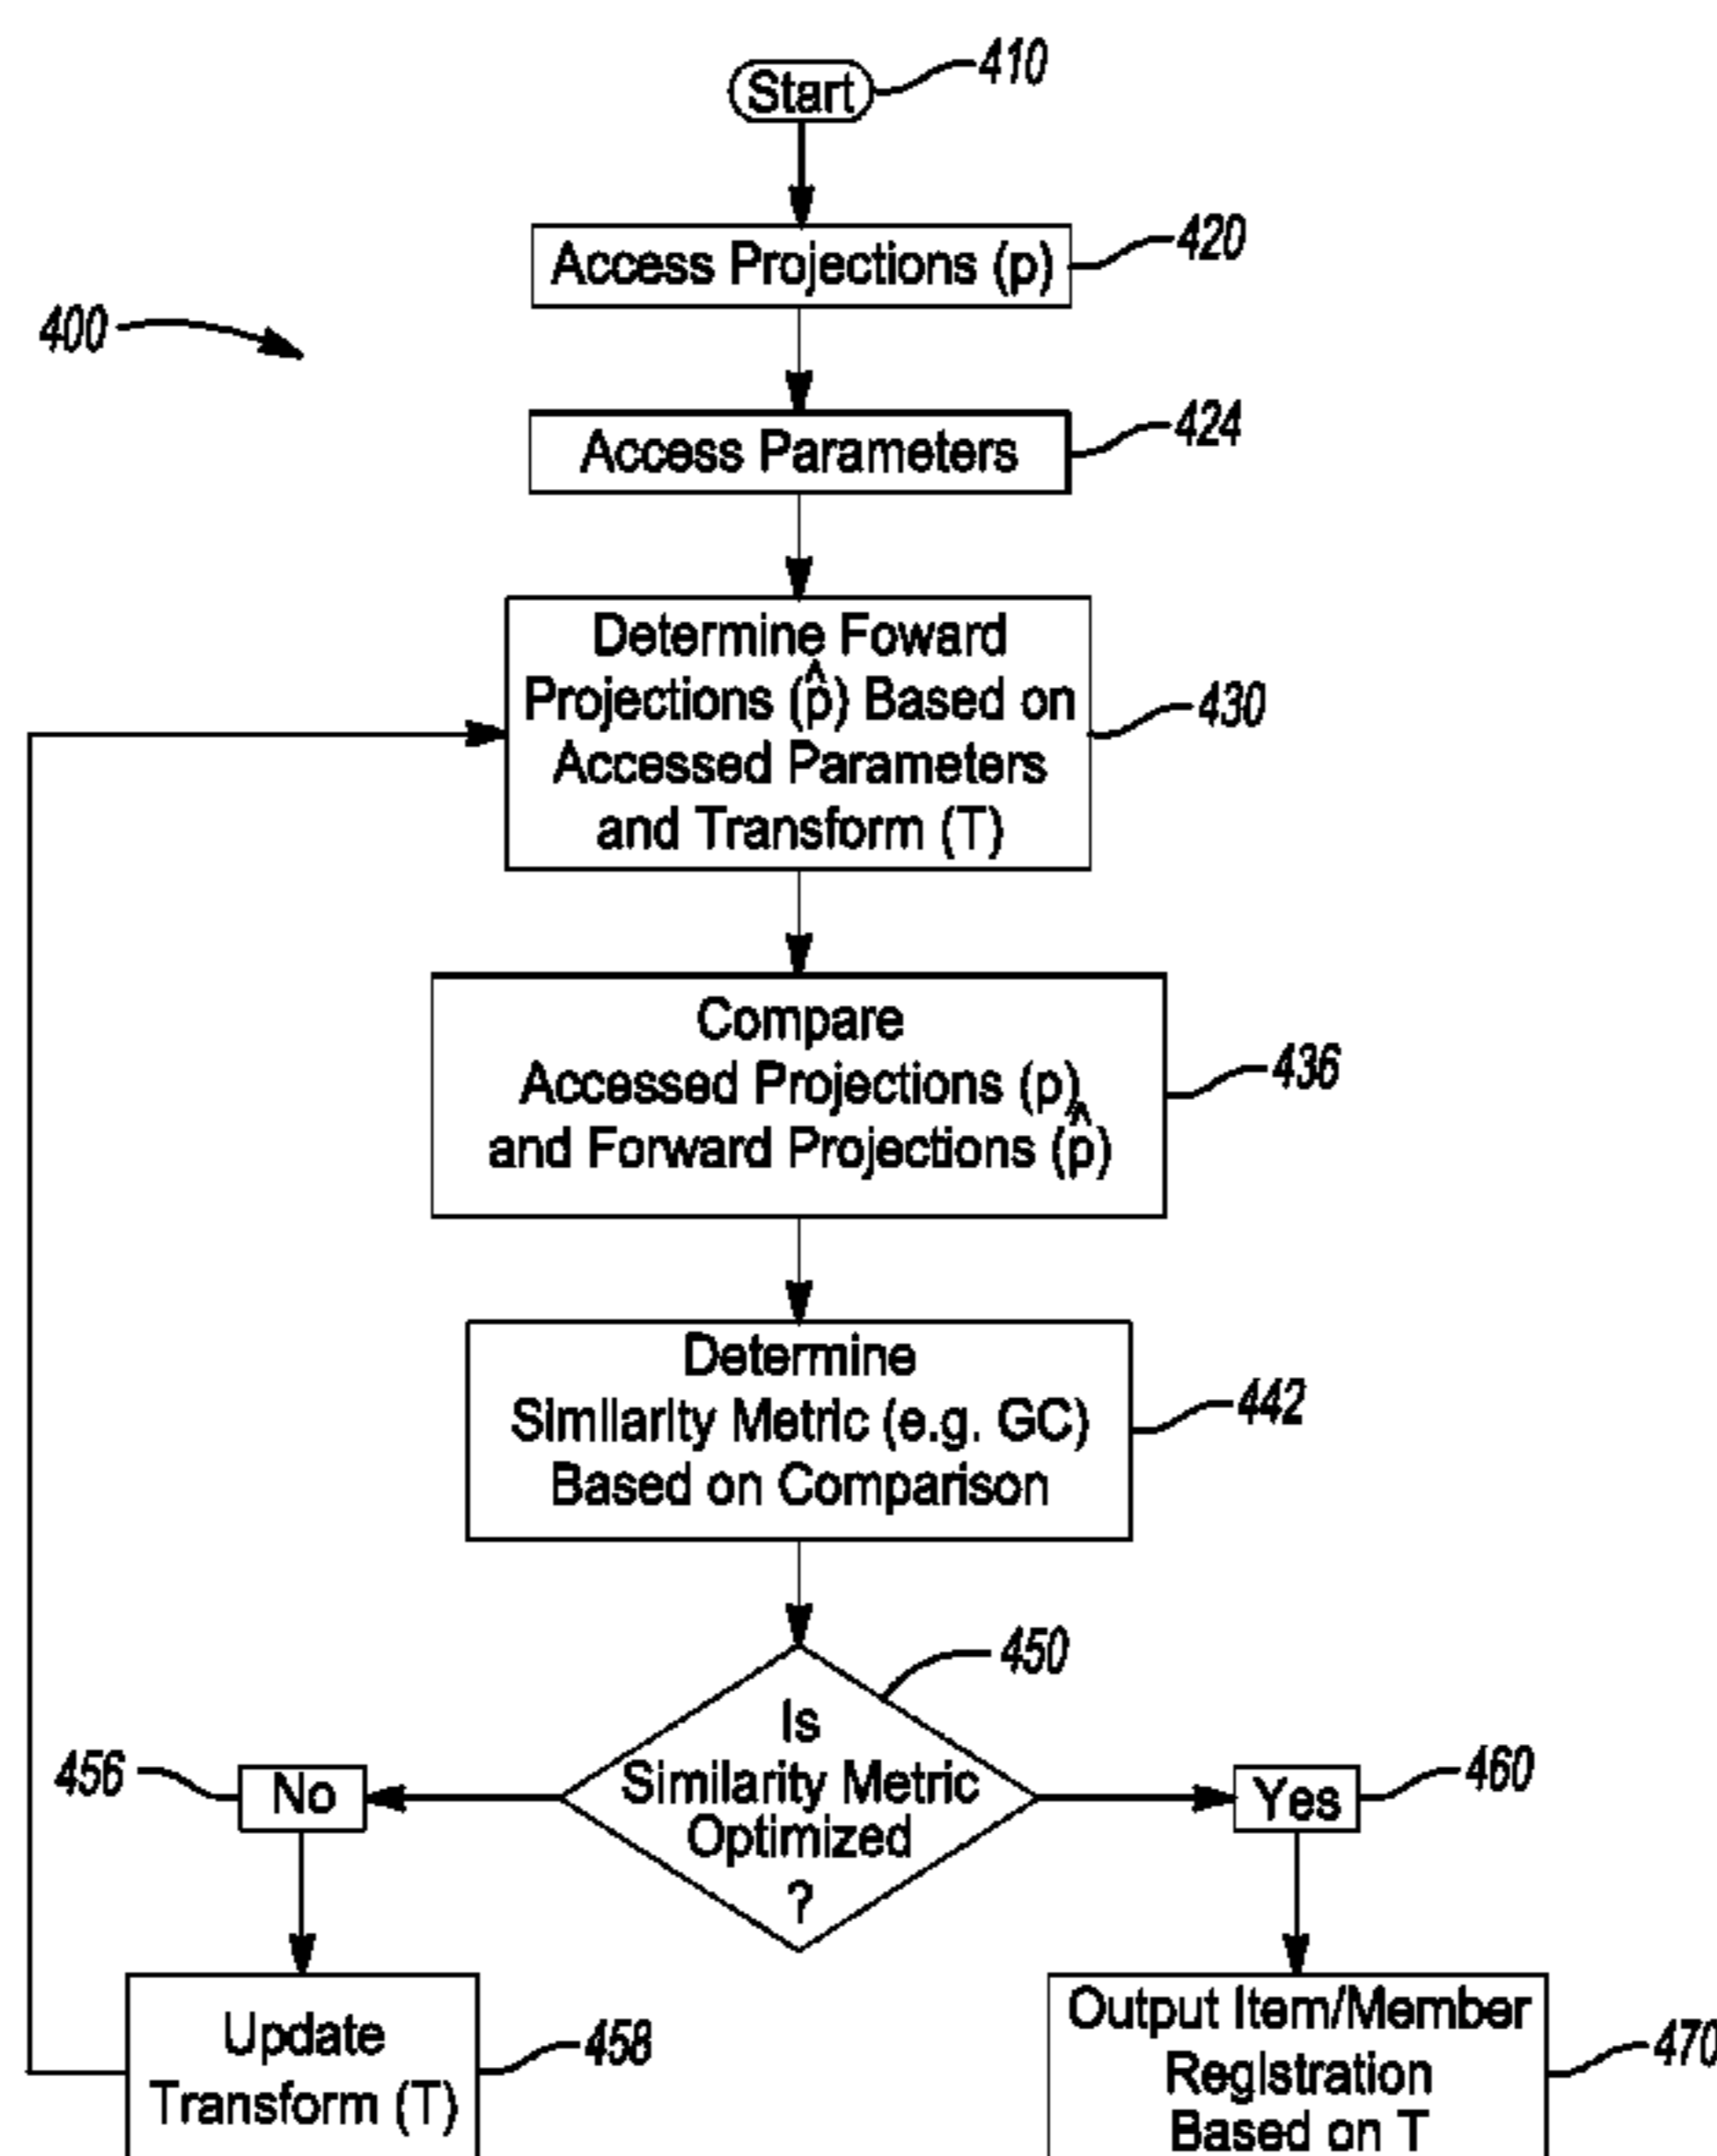 410
Start
420
Access Projections (p)
400
424
Access Parameters
Determine Foward
Projections (p̂) Based on
Accessed Parameters
and Transform (T)
430
Compare
Accessed Projections (p)
and Forward Projections (p̂)
436
Determine
Similarity Metric (e.g. GC)
Based on Comparison
442
450
Is
Similarity Metric
Optimized
?
456
No
Yes
460
Update
Transform (T)
458
Output Item/Member
Registration
Based on T
470